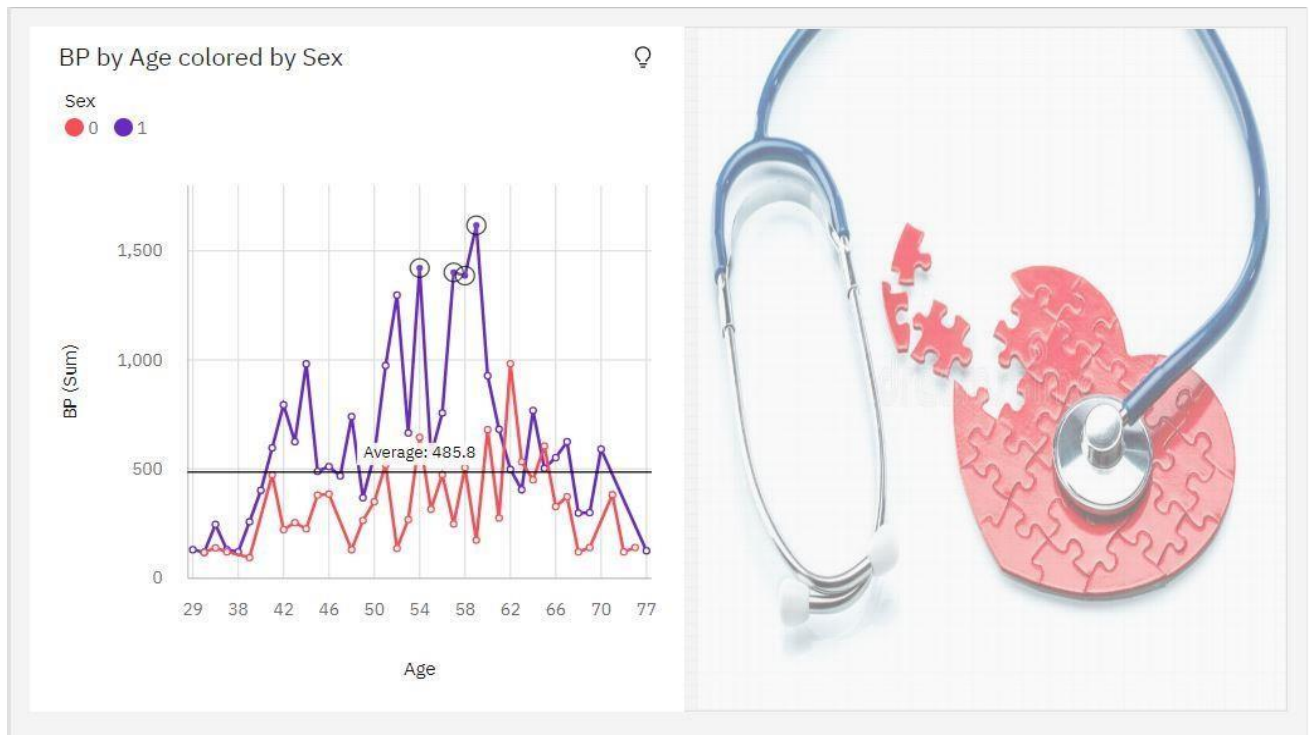 BP by Age colored by Sex
Sex
0 1
1,500
1,000
500
0
BP (Sum)
Average: 485.8
29 38 42 46 50 54 58 62 66 70 77
Age